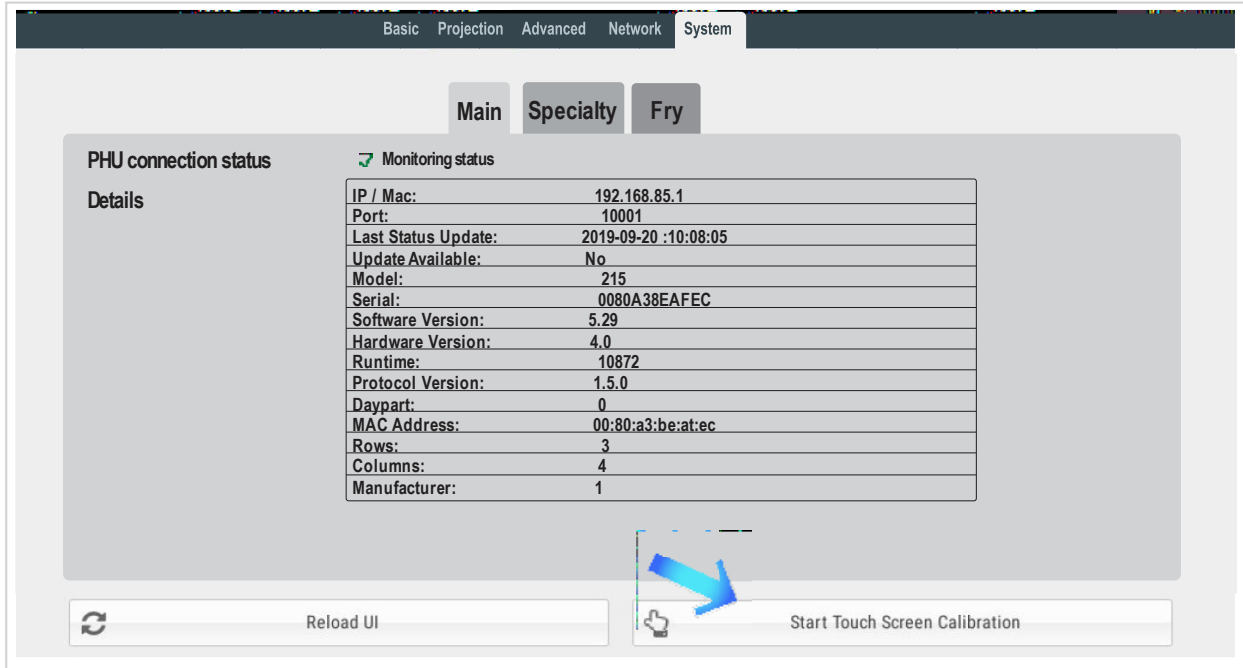 Basic Projection Advanced Network System
Main Specialty Fry
PHU connection status Monitoring status
Details
IP / Mac: 192.168.85.1
Port: 10001
Last Status Update: 2019-09-20 :10:08:05
Update Available: No
Model: 215
Serial: 0080A38EAFEC
Software Version: 5.29
Hardware Version: 4.0
Runtime: 10872
Protocol Version: 1.5.0
Daypart: 0
MAC Address: 00:80:a3:be:at:ec
Rows: 3
Columns: 4
Manufacturer: 1
Reload UI Start Touch Screen Calibration